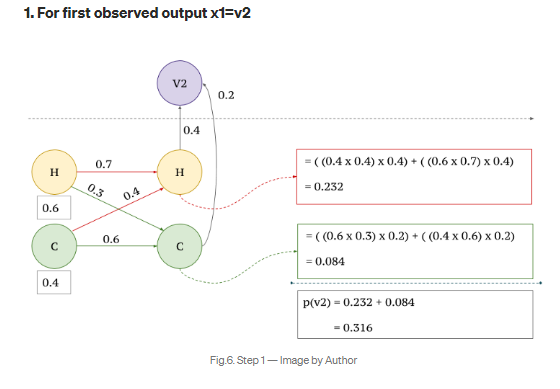 1. For first observed output x1=v2
V2
0.2
0.4
0.7
H
H
0.3
0.4
0.6
0.6
C
C
0.4
= ( (0.4 x 0.4) x 0.4) + ( (0.6 x 0.7) x 0.4)
= 0.232
= ( (0.6 x 0.3) x 0.2) + ( (0.4 x 0.6) x 0.2)
= 0.084
p(v2) = 0.232 + 0.084
= 0.316
Fig.6. Step 1 — Image by Author